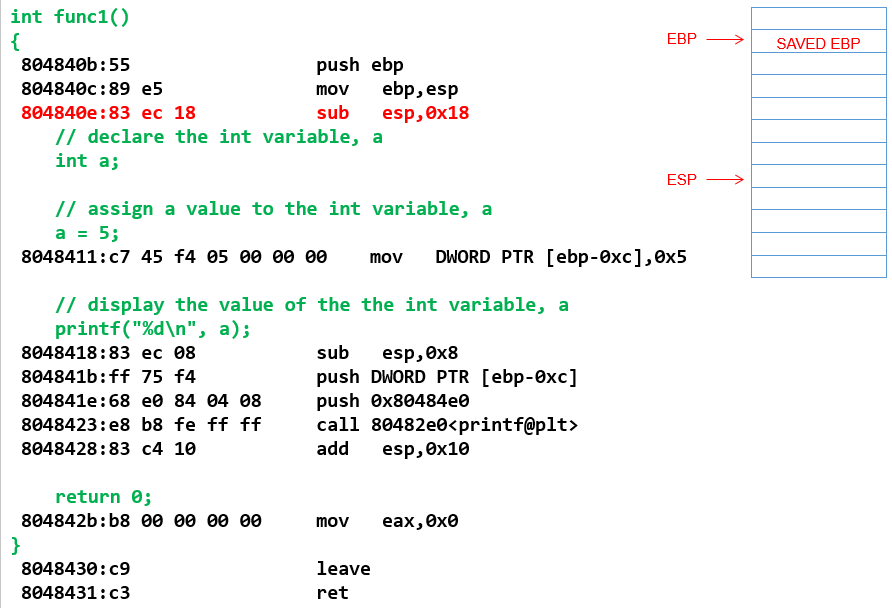 int func1()
{
804840b:55 push ebp
804840c:89 e5 mov ebp,esp
804840e:83 ec 18 sub esp,0x18
// declare the int variable, a
int a;
// assign a value to the int variable, a
a = 5;
8048411:c7 45 f4 05 00 00 00 mov DWORD PTR [ebp-0xc],0x5
// display the value of the the int variable, a
printf("%d\n", a);
8048418:83 ec 08 sub esp,0x8
804841b:ff 75 f4 push DWORD PTR [ebp-0xc]
804841e:68 e0 84 04 08 push 0x80484e0
8048423:e8 b8 fe ff ff call 80482e0<printf@plt>
8048428:83 c4 10 add esp,0x10
return 0;
804842b:b8 00 00 00 00 mov eax,0x0
}
8048430:c9 leave
8048431:c3 ret
EBP
SAVED EBP
ESP